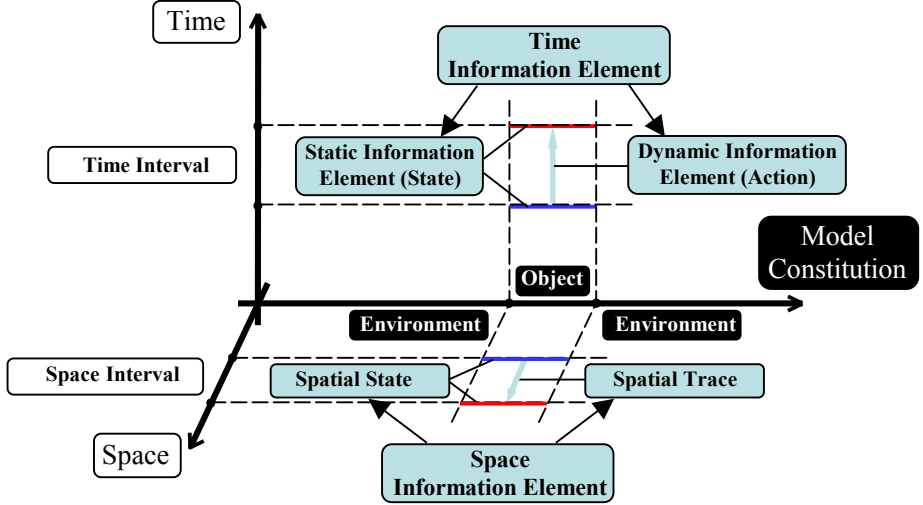 Time
Time
Information Element
Time Interval
Static Information
Element (State)
Dynamic Information
Element (Action)
Model
Constitution
Object
Environment
Environment
Space Interval
Spatial State
Spatial Trace
Space
Space
Information Element